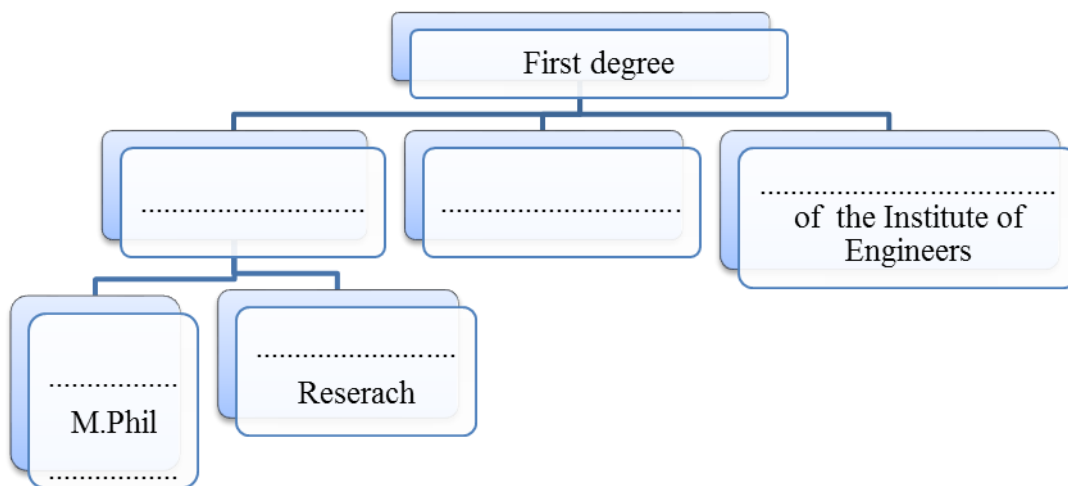 First degree
................................
..................................
..........................................
of the Institute of
Engineers
.................
M.Phil
.................
............................
Reserach